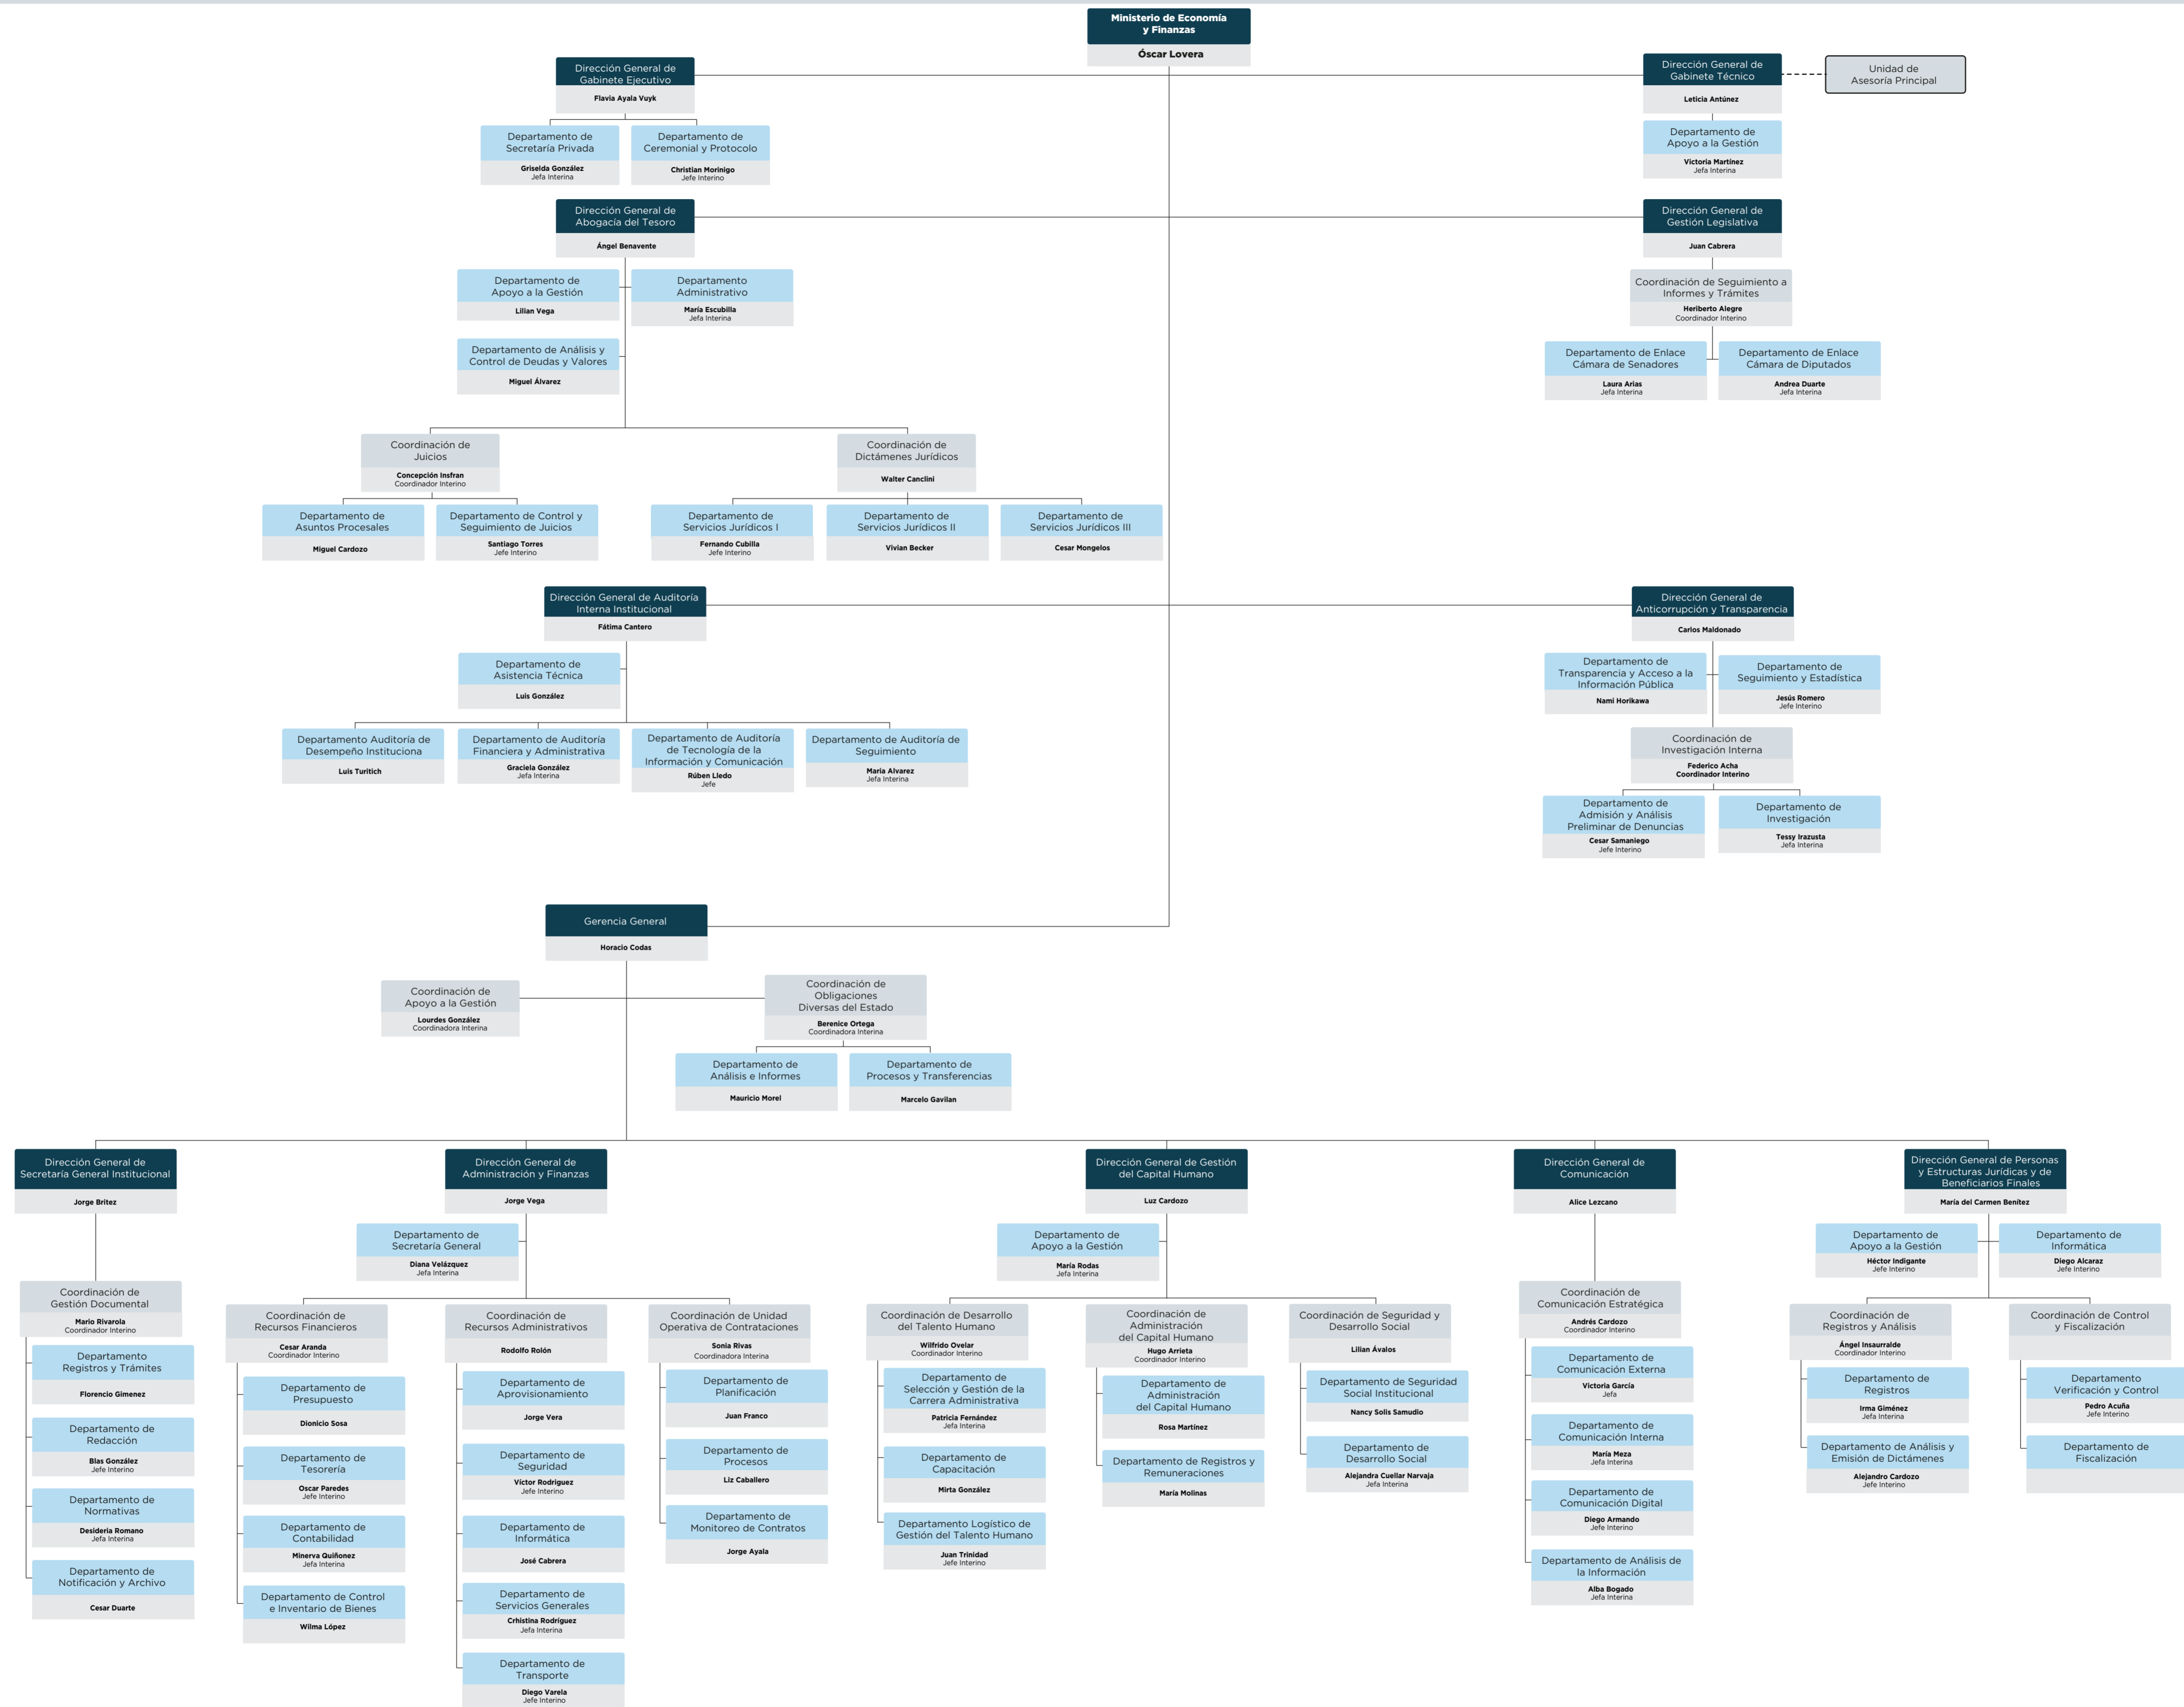 Ministerio de Economía
y Finanzas
Óscar Lovera
Dirección General de
Gabinete Ejecutivo
Flavia Ayala Vuyk
Dirección General de
Gabinete Técnico
Leticia Antúnez
Unidad de
Asesoría Principal
Departamento de
Secretaría Privada
Griselda González
Jefa Interina
Departamento de
Ceremonial y Protocolo
Christian Morinigo
Jefe Interino
Departamento de
Apoyo a la Gestión
Victoria Martínez
Jefa Interina
Dirección General de
Abogacía del Tesoro
Ángel Benavente
Dirección General de
Gestión Legislativa
Juan Cabrera
Departamento de
Apoyo a la Gestión
Lilian Vega
Departamento
Administrativo
María Escubilla
Jefa Interina
Departamento de Análisis y
Control de Deudas y Valores
Miguel Álvarez
Coordinación de Seguimiento a
Informes y Trámites
Heriberto Alegre
Coordinador Interino
Departamento de Enlace
Cámara de Senadores
Laura Arias
Jefa Interina
Departamento de Enlace
Cámara de Diputados
Andrea Duarte
Jefa Interina
Coordinación de
Juicios
Concepción Insfran
Coordinador Interino
Coordinación de
Dictámenes Jurídicos
Walter Canclini
Departamento de
Asuntos Procesales
Miguel Cardozo
Departamento de Control y
Seguimiento de Juicios
Santiago Torres
Jefe Interino
Departamento de
Servicios Jurídicos I
Fernando Cubilla
Jefe Interino
Departamento de
Servicios Jurídicos II
Vivian Becker
Departamento de
Servicios Jurídicos III
Cesar Mongelos
Dirección General de Auditoría
Interna Institucional
Fátima Cantero
Dirección General de
Anticorrupción y Transparencia
Carlos Maldonado
Departamento de
Asistencia Técnica
Luis González
Departamento Auditoría de
Desempeño Instituciona
Luis Turitich
Departamento de Auditoría
Financiera y Administrativa
Graciela González
Jefa Interina
Departamento de Auditoría
de Tecnología de la
Información y Comunicación
Rúben Lledo
Jefe
Departamento de Auditoría de
Seguimiento
María Alvarez
Jefa Interina
Departamento de
Transparencia y Acceso a la
Información Pública
Nami Horikawa
Departamento de
Seguimiento y Estadística
Jesús Romero
Jefe Interino
Coordinación de
Investigación Interna
Federico Acha
Coordinador Interino
Departamento de
Admisión y Análisis
Preliminar de Denuncias
Cesar Samaniego
Jefe Interino
Departamento de
Investigación
Tessy Irazusta
Jefa Interina
Gerencia General
Horacio Codas
Coordinación de
Apoyo a la Gestión
Lourdes González
Coordinadora Interina
Coordinación de
Obligaciones
Diversas del Estado
Berenice Ortega
Coordinadora Interina
Departamento de
Análisis e Informes
Mauricio Morel
Departamento de
Procesos y Transferencias
Marcelo Gavilan
Dirección General de
Secretaría General Institucional
Jorge Britez
Coordinación de
Gestión Documental
Mario Rivarola
Coordinador Interino
Departamento
Registros y Trámites
Florencio Gimenez
Departamento de
Redacción
Blas González
Jefe Interino
Departamento de
Normativas
Desideria Romano
Jefa Interina
Departamento de
Notificación y Archivo
Cesar Duarte
Dirección General de
Administración y Finanzas
Jorge Vega
Departamento de
Secretaría General
Diana Velázquez
Jefa Interina
Coordinación de
Recursos Financieros
Cesar Aranda
Coordinador Interino
Departamento de
Presupuesto
Dionicio Sosa
Departamento de
Tesorería
Oscar Paredes
Jefe Interino
Departamento de
Contabilidad
Minerva Quiñonez
Jefa Interina
Departamento de Control
e Inventario de Bienes
Wilma López
Coordinación de
Recursos Administrativos
Rodolfo Rolón
Departamento de
Aprovisionamiento
Jorge Vera
Departamento de
Seguridad
Víctor Rodriguez
Jefe Interino
Departamento de
Informática
José Cabrera
Departamento de
Servicios Generales
Crhistina Rodríguez
Jefa Interina
Departamento de
Transporte
Diego Varela
Jefe Interino
Coordinación de Unidad
Operativa de Contrataciones
Sonia Rivas
Coordinadora Interina
Departamento de
Planificación
Juan Franco
Departamento de
Procesos
Liz Caballero
Departamento de
Monitoreo de Contratos
Jorge Ayala
Dirección General de Gestión
del Capital Humano
Luz Cardozo
Departamento de
Apoyo a la Gestión
María Rodas
Jefa Interina
Coordinación de Desarrollo
del Talento Humano
Wilfrido Ovelar
Coordinador Interino
Departamento de
Selección y Gestión de la
Carrera Administrativa
Patricia Fernández
Jefa Interina
Departamento de
Capacitación
Mirta González
Departamento Logístico de
Gestión del Talento Humano
Juan Trinidad
Jefe Interino
Coordinación de
Administración
del Capital Humano
Hugo Arrieta
Coordinador Interino
Departamento de
Administración
del Capital Humano
Rosa Martínez
Departamento de Registros y
Remuneraciones
María Molinas
Coordinación de Seguridad y
Desarrollo Social
Lilian Ávalos
Departamento de Seguridad
Social Institucional
Nancy Solis Samudio
Departamento de
Desarrollo Social
Alejandra Cuellar Narvaja
Jefa Interina
Dirección General de
Comunicación
Alice Lezcano
Coordinación de
Comunicación Estratégica
Andrés Cardozo
Coordinador Interino
Departamento de
Comunicación Externa
Victoria García
Jefa
Departamento de
Comunicación Interna
María Meza
Jefa Interina
Departamento de
Comunicación Digital
Diego Armando
Jefe Interino
Departamento de Análisis de
la Información
Alba Bogado
Jefa Interina
Dirección General de Personas
y Estructuras Jurídicas y de
Beneficiarios Finales
María del Carmen Benítez
Departamento de
Apoyo a la Gestión
Héctor Indigante
Jefe Interino
Departamento de
Informática
Diego Alcaraz
Jefe Interino
Coordinación de
Registros y Análisis
Ángel Insaurralde
Coordinador Interino
Departamento de
Registros
Irma Giménez
Jefa Interina
Departamento de Análisis y
Emisión de Dictámenes
Alejandro Cardozo
Jefe Interino
Coordinación de Control
y Fiscalización
Departamento
Verificación y Control
Pedro Acuña
Jefe Interino
Departamento de
Fiscalización